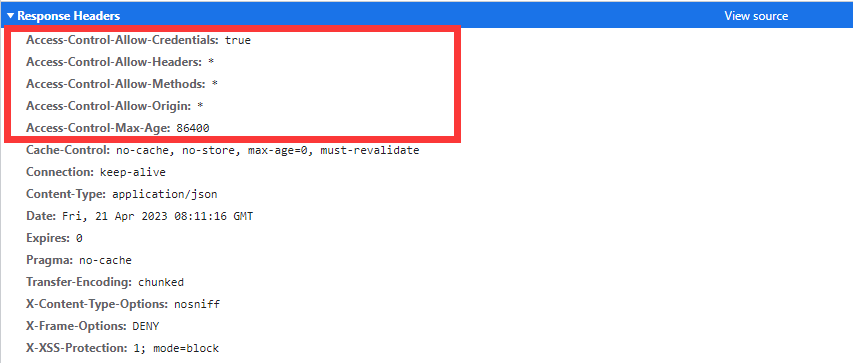 Response Headers View source
Access-Control-Allow-Credentials: true
Access-Control-Allow-Headers: *
Access-Control-Allow-Methods: *
Access-Control-Allow-Origin: *
Access-Control-Max-Age: 86400
Cache-Control: no-cache, no-store, max-age=0, must-revalidate
Connection: keep-alive
Content-Type: application/json
Date: Fri, 21 Apr 2023 08:11:16 GMT
Expires: 0
Pragma: no-cache
Transfer-Encoding: chunked
X-Content-Type-Options: nosniff
X-Frame-Options: DENY
X-XSS-Protection: 1; mode=block